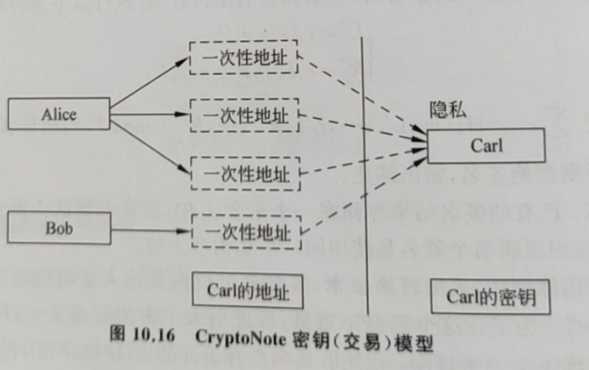 一次性地址
Alice
一次性地址
隐私
Carl
一次性地址
Bob
一次性地址
Carl的地址
Carl的密钥
图 10.16 CryptoNote 密钥(交易)模型